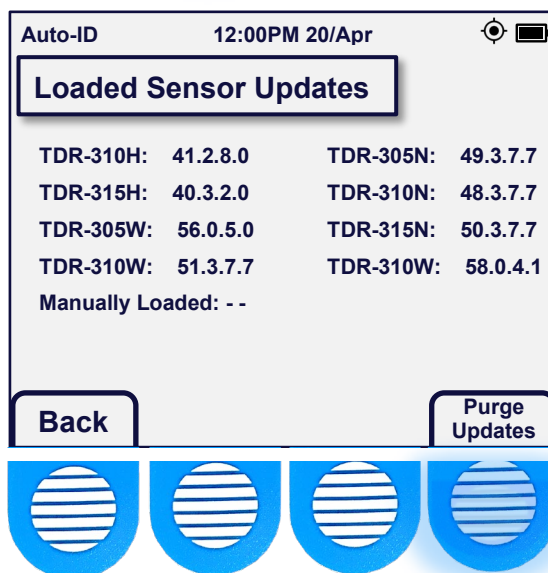 Auto-ID 12:00PM 20/Apr
Loaded Sensor Updates
TDR-310H: 41.2.8.0 TDR-305N: 49.3.7.7
TDR-315H: 40.3.2.0 TDR-310N: 48.3.7.7
TDR-305W: 56.0.5.0 TDR-315N: 50.3.7.7
TDR-310W: 51.3.7.7 TDR-310W: 58.0.4.1
Manually Loaded: - -
Back
Purge
Updates